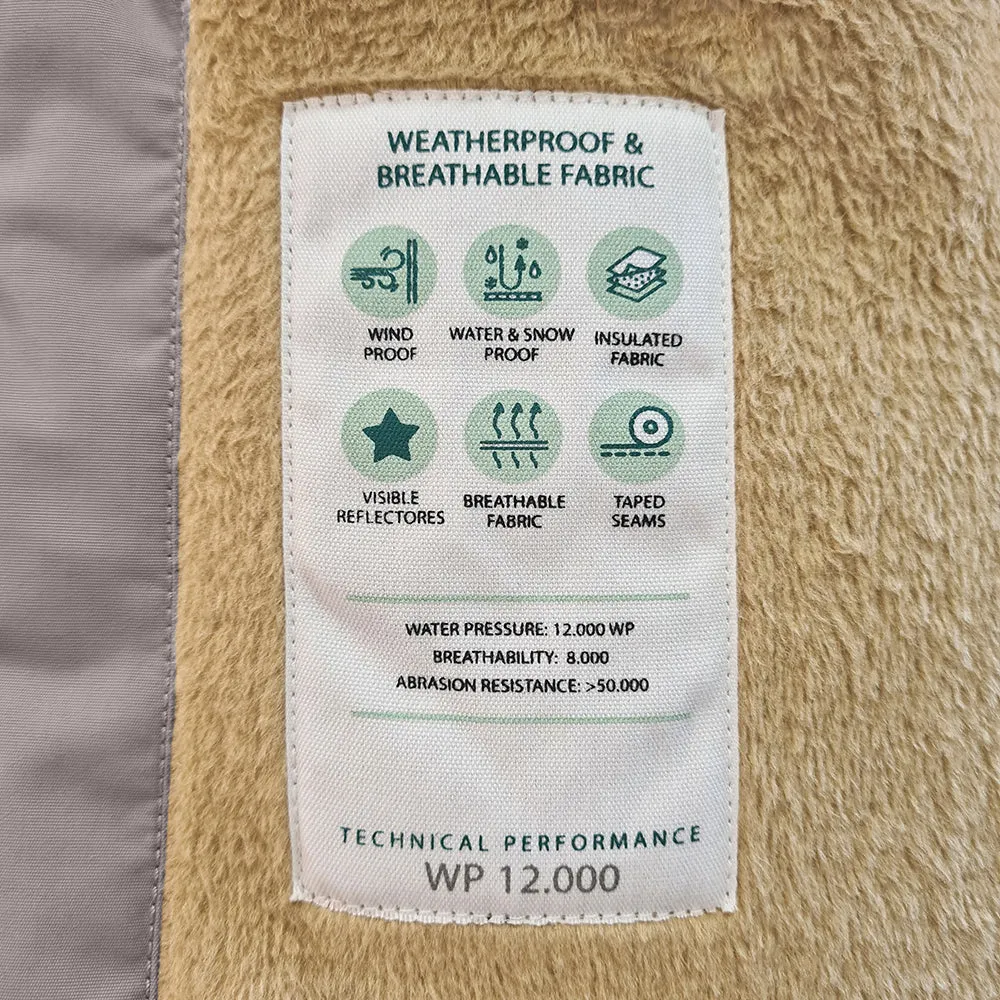 WEATHERPROOF &
BREATHABLE FABRIC
WIND
PROOF
WATER & SNOW
PROOF
INSULATED
FABRIC
VISIBLE
REFLECTORES
BREATHABLE
FABRIC
TAPED
SEAMS
WATER PRESSURE: 12.000 WP
BREATHABILITY: 8.000
ABRASION RESISTANCE: >50.000
TECHNICAL PERFORMANCE
WP 12.000